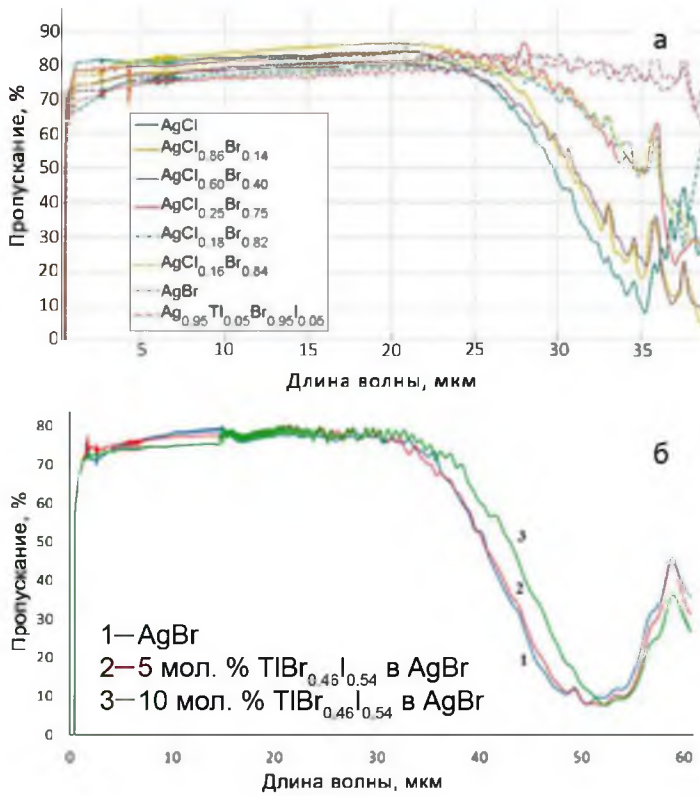 а
Пропускание, %
90
80
70
60
50
40
30
20
10
0
AgCl
AgCl0.86Br0.14
AgCl0.60Br0.40
AgCl0.25Br0.75
AgCl0.18Br0.82
AgCl0.16Br0.84
AgBr
Ag0.95Tl0.05Br0.95I0.05
5 10 15 20 25 30 35
Длина волны, мкм
б
Пропускание, %
80
70
60
50
40
30
20
10
0
3
2
1
1—AgBr
2—5 мол. % TlBr0.46I0.54 в AgBr
3—10 мол. % TlBr0.46I0.54 в AgBr
0 10 20 30 40 50 60
Длина волны, мкм